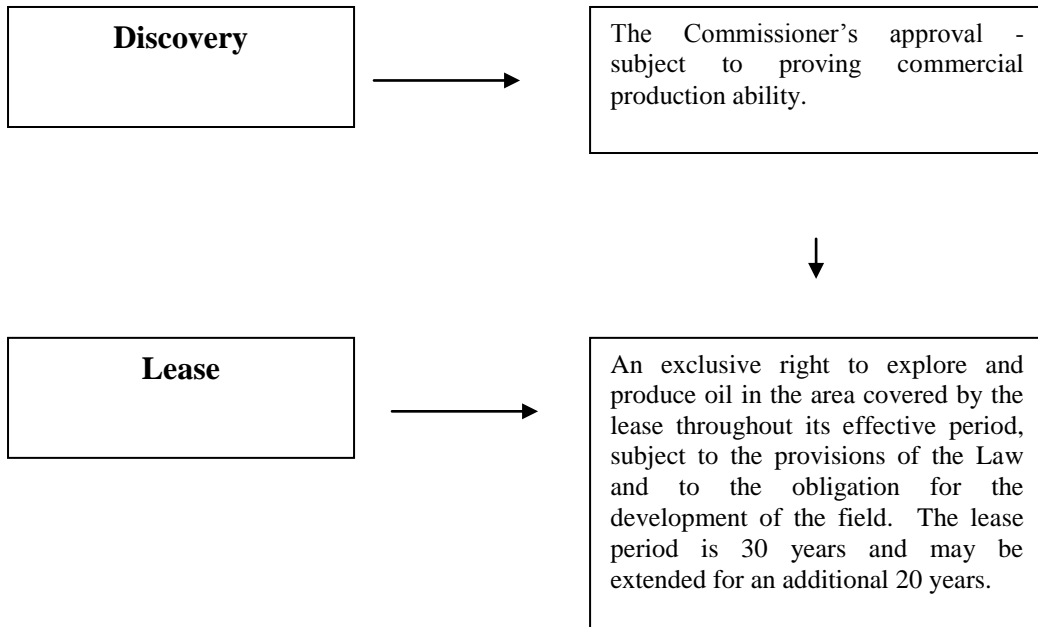 Discovery
The Commissioner's approval -
subject to proving commercial
production ability.
Lease
An exclusive right to explore and
produce oil in the area covered by the
lease throughout its effective period,
subject to the provisions of the Law
and to the obligation for the
development of the field. The lease
period is 30 years and may be
extended for an additional 20 years.